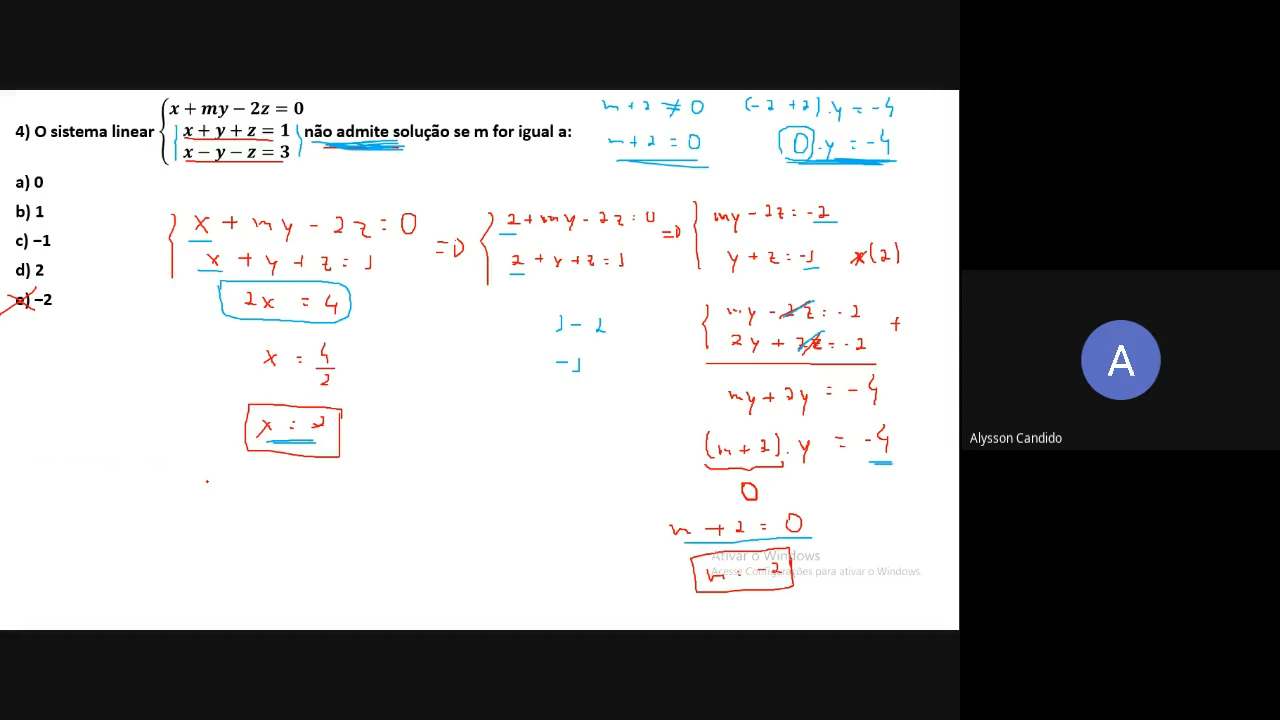 4) O sistema linear
x + my − 2z = 0
x + y + z = 1
x − y − z = 3
não admite solução se m for igual a:
a) 0
b) 1
c) −1
d) 2
e) −2
m + 2 ≠ 0
m + 2 = 0
(-2 + 2).y = -4
0.y = -4
x + my - 2z = 0
x + y + z = 1
2x = 4
x = 4/2
x = 2
=D
2 + my - 2z = 0
2 + y + z = 1
1 - 2
-1
=D
my - 2z = -2
y + z = -1 x(2)
my - 2z = -2 +
2y + 2z = -2
my + 2y = -4
(m + 2).y = -4
0
m + 2 = 0
m = -2
Ativar o Windows
Acesse Configurações para ativar o Windows.
A
Alysson Candido